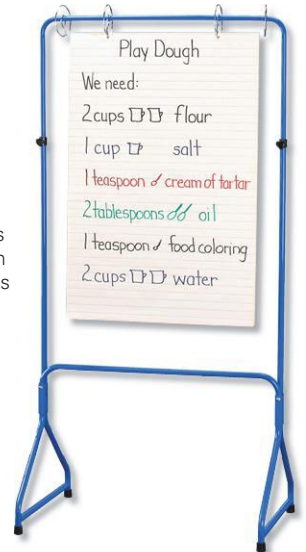 Play Dough
We need:
2 cups flour
1 cup salt
1 teaspoon cream of tartar
2 tablespoons oil
1 teaspoon food coloring
2 cups water